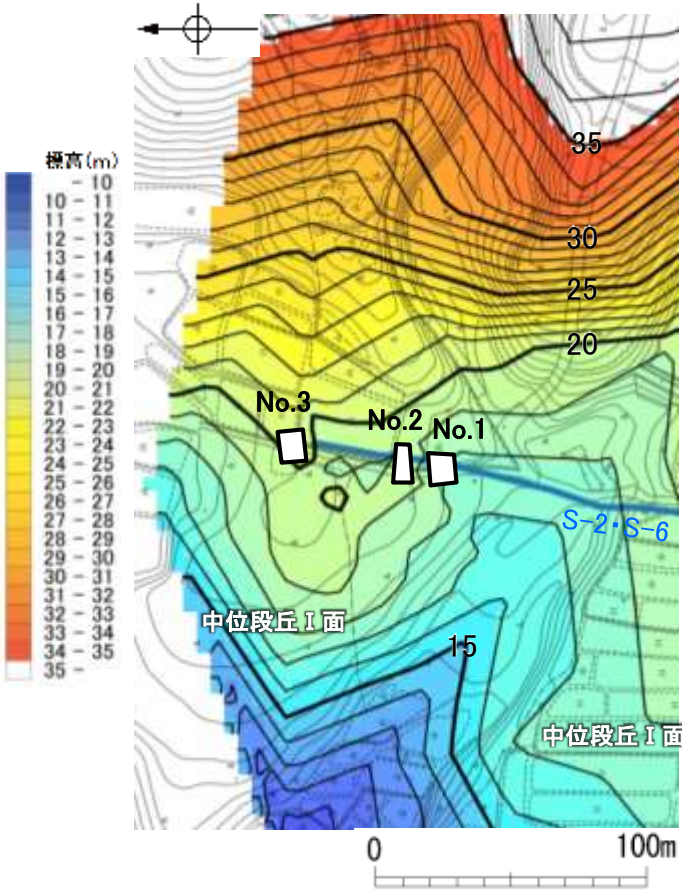 標高(m)
- 10
10 - 11
11 - 12
12 - 13
13 - 14
14 - 15
15 - 16
16 - 17
17 - 18
18 - 19
19 - 20
20 - 21
21 - 22
22 - 23
23 - 24
24 - 25
25 - 26
26 - 27
27 - 28
28 - 29
29 - 30
30 - 31
31 - 32
32 - 33
33 - 34
34 - 35
35 -
35
30
25
20
No.3
No.2
No.1
S-2・S-6
中位段丘Ⅰ面
15
中位段丘Ⅰ面
0 100m